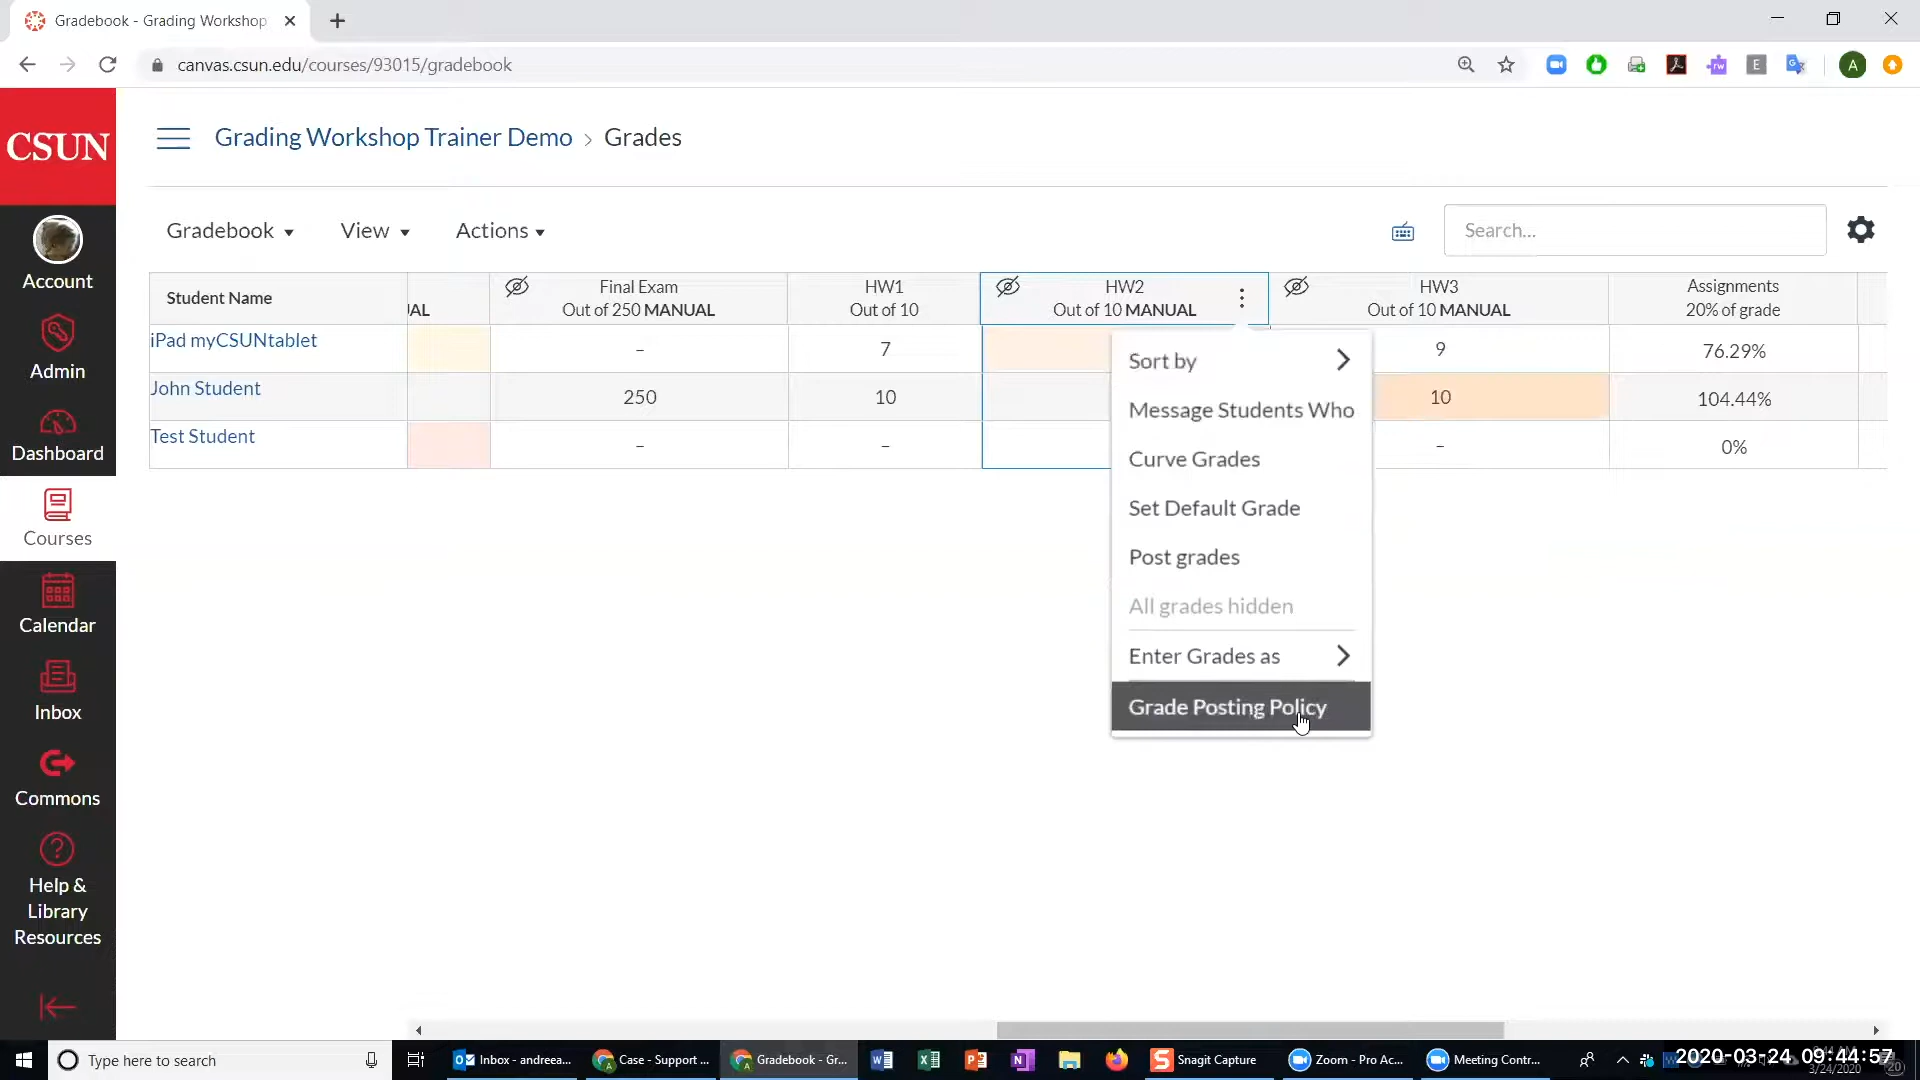 Gradebook - Grading Workshop
canvas.csun.edu/courses/93015/gradebook
rw
E
A
CSUN
Grading Workshop Trainer Demo > Grades
Gradebook
View
Actions
Search...
Account
Admin
Dashboard
Courses
Calendar
Inbox
Commons
Help &
Library
Resources
Student Name
Final Exam
HW1
HW2
HW3
Assignments
Out of 250 MANUAL
Out of 10
Out of 10 MANUAL
Out of 10 MANUAL
20% of grade
iPad myCSUNtablet
–
7
9
76.29%
John Student
250
10
10
104.44%
Test Student
–
–
–
0%
Sort by
Message Students Who
Curve Grades
Set Default Grade
Post grades
All grades hidden
Enter Grades as
Grade Posting Policy
Type here to search
Inbox - andreea...
Case - Support ...
Gradebook - Gr...
Snagit Capture
Zoom - Pro Ac...
Meeting Contr...
2020-03-24 09:44:57
3/24/2020
20